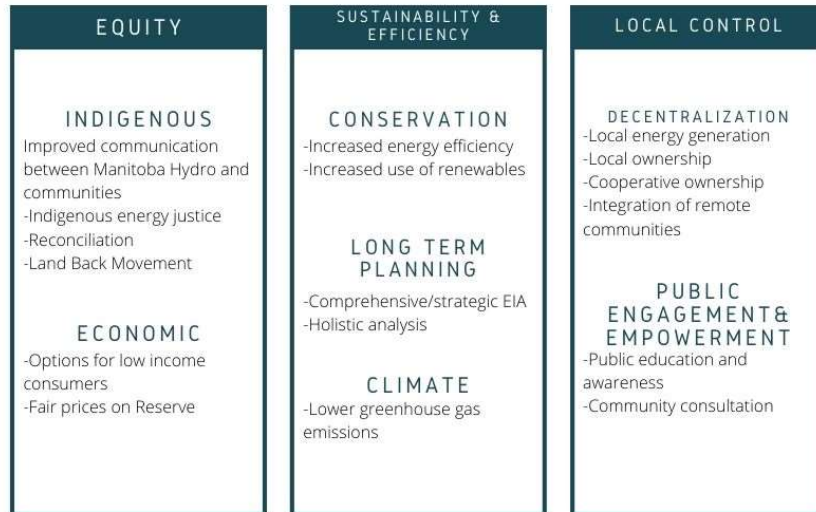 EQUITY
INDIGENOUS
Improved communication
between Manitoba Hydro and
communities
-Indigenous energy justice
-Reconciliation
-Land Back Movement
ECONOMIC
-Options for low income
consumers
-Fair prices on Reserve
SUSTAINABILITY &
EFFICIENCY
CONSERVATION
-Increased energy efficiency
-Increased use of renewables
LONG TERM
PLANNING
-Comprehensive/strategic EIA
-Holistic analysis
CLIMATE
-Lower greenhouse gas
emissions
LOCAL CONTROL
DECENTRALIZATION
-Local energy generation
-Local ownership
-Cooperative ownership
-Integration of remote
communities
PUBLIC
ENGAGEMENT&
EMPOWERMENT
-Public education and
awareness
-Community consultation